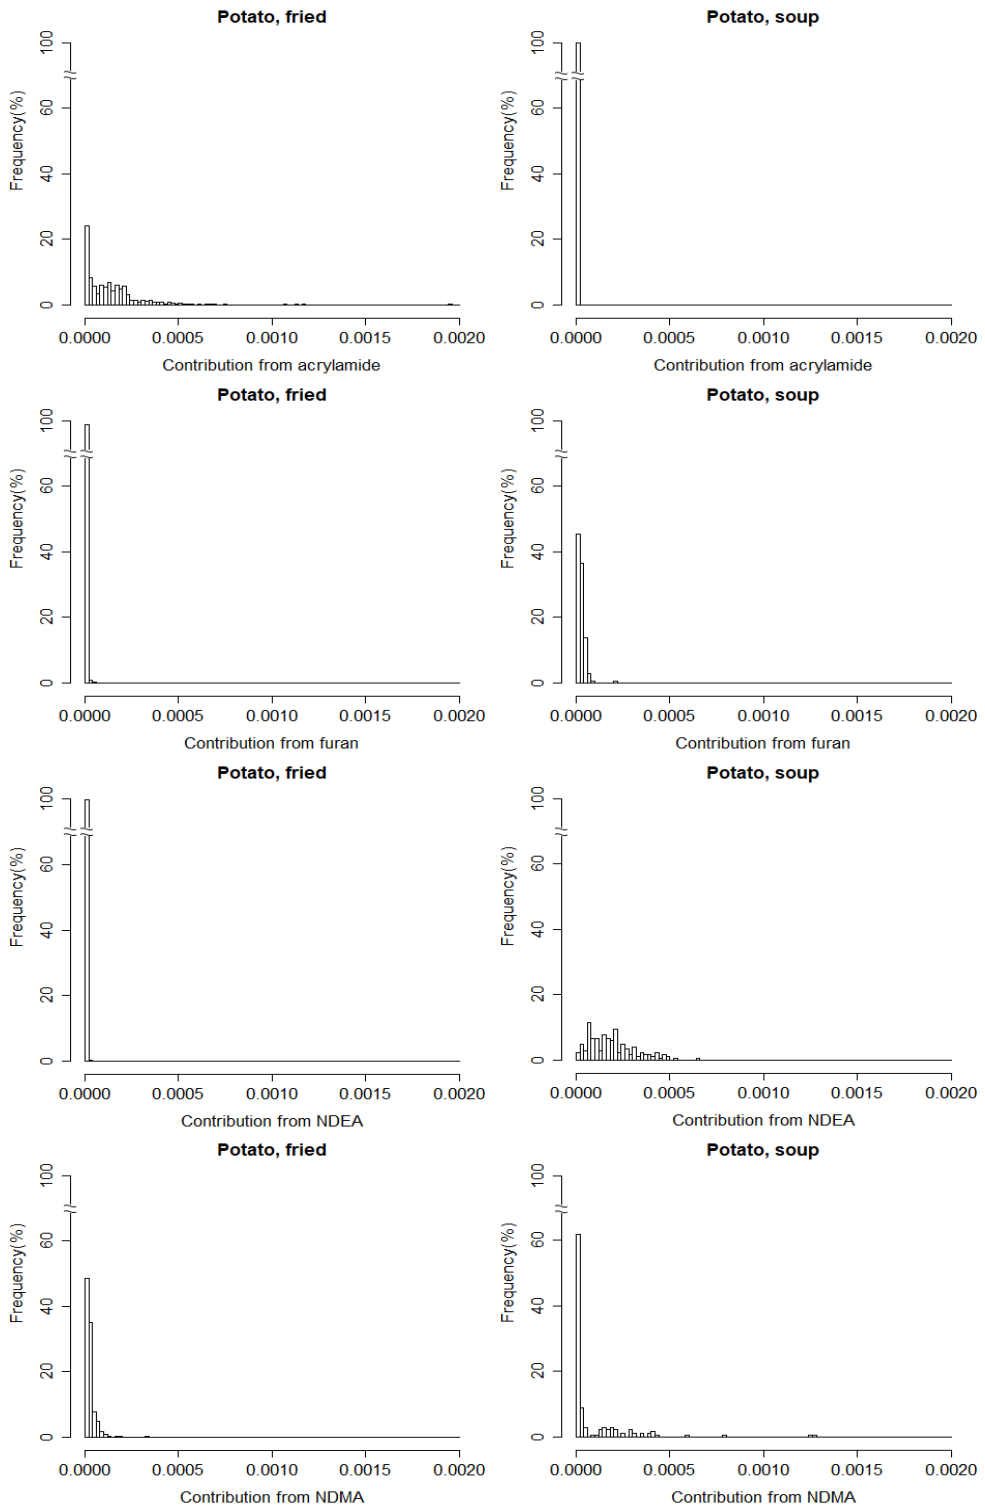 Potato, fried
Frequency(%)
0 20 40 60 100
0.0000 0.0005 0.0010 0.0015 0.0020
Contribution from acrylamide
Potato, soup
Frequency(%)
0 20 40 60 100
0.0000 0.0005 0.0010 0.0015 0.0020
Contribution from acrylamide
Potato, fried
Frequency(%)
0 20 40 60 100
0.0000 0.0005 0.0010 0.0015 0.0020
Contribution from furan
Potato, soup
Frequency(%)
0 20 40 60 100
0.0000 0.0005 0.0010 0.0015 0.0020
Contribution from furan
Potato, fried
Frequency(%)
0 20 40 60 100
0.0000 0.0005 0.0010 0.0015 0.0020
Contribution from NDEA
Potato, soup
Frequency(%)
0 20 40 60 100
0.0000 0.0005 0.0010 0.0015 0.0020
Contribution from NDEA
Potato, fried
Frequency(%)
0 20 40 60 100
0.0000 0.0005 0.0010 0.0015 0.0020
Contribution from NDMA
Potato, soup
Frequency(%)
0 20 40 60 100
0.0000 0.0005 0.0010 0.0015 0.0020
Contribution from NDMA